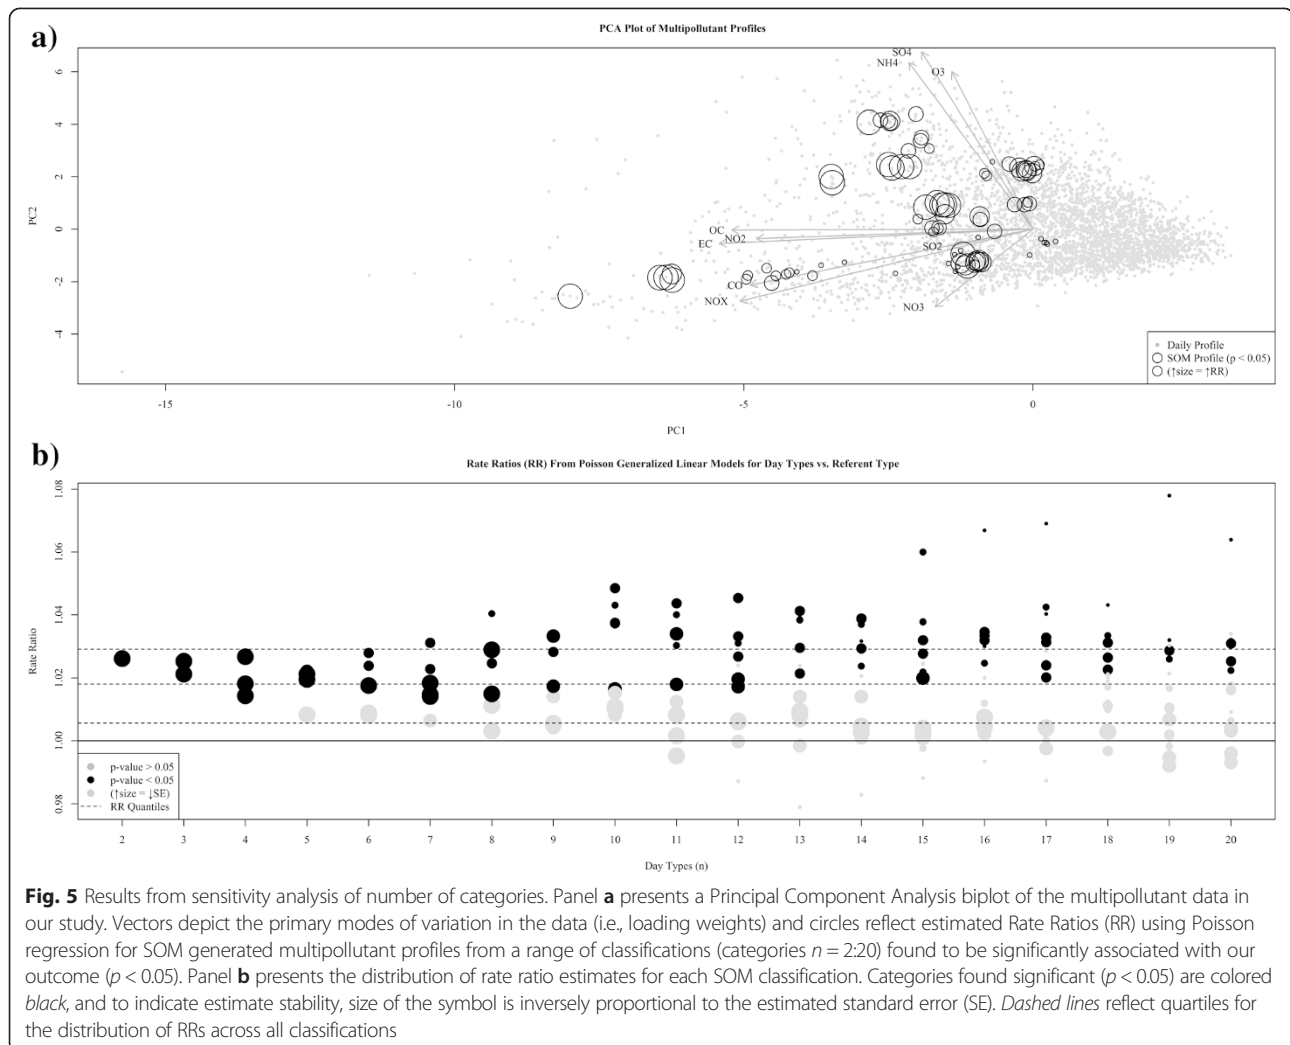 a)
PCA Plot of Multipollutant Profiles
6
4
2
0
-2
-4
PC2
SO4
NH4
O3
OC
NO2
EC
SO2
CO
NOX
NO3
Daily Profile
SOM Profile (p < 0.05)
(↑size = ↑RR)
-15 -10 -5 0
PC1
b)
Rate Ratios (RR) From Poisson Generalized Linear Models for Day Types vs. Referent Type
1.08
1.06
1.04
1.02
1.00
0.98
Rate Ratio
p-value > 0.05
p-value < 0.05
(↑size = ↓SE)
RR Quantiles
2 3 4 5 6 7 8 9 10 11 12 13 14 15 16 17 18 19 20
Day Types (n)
Fig. 5 Results from sensitivity analysis of number of categories. Panel a presents a Principal Component Analysis biplot of the multipollutant data in
our study. Vectors depict the primary modes of variation in the data (i.e., loading weights) and circles reflect estimated Rate Ratios (RR) using Poisson
regression for SOM generated multipollutant profiles from a range of classifications (categories n = 2:20) found to be significantly associated with our
outcome (p < 0.05). Panel b presents the distribution of rate ratio estimates for each SOM classification. Categories found significant (p < 0.05) are colored
black, and to indicate estimate stability, size of the symbol is inversely proportional to the estimated standard error (SE). Dashed lines reflect quartiles for
the distribution of RRs across all classifications